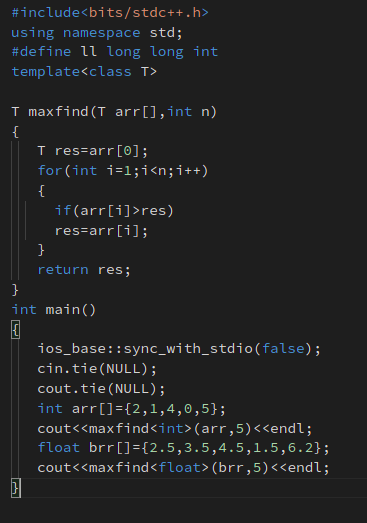 #include<bits/stdc++.h>
using namespace std;
#define ll long long int
template<class T>

T maxfind(T arr[],int n)
{
   T res=arr[0];
   for(int i=1;i<n;i++)
   {
     if(arr[i]>res)
     res=arr[i];
   }
   return res;
}
int main()
{
   ios_base::sync_with_stdio(false);
   cin.tie(NULL);
   cout.tie(NULL);
   int arr[]={2,1,4,0,5};
   cout<<maxfind<int>(arr,5)<<endl;
   float brr[]={2.5,3.5,4.5,1.5,6.2};
   cout<<maxfind<float>(brr,5)<<endl;
}